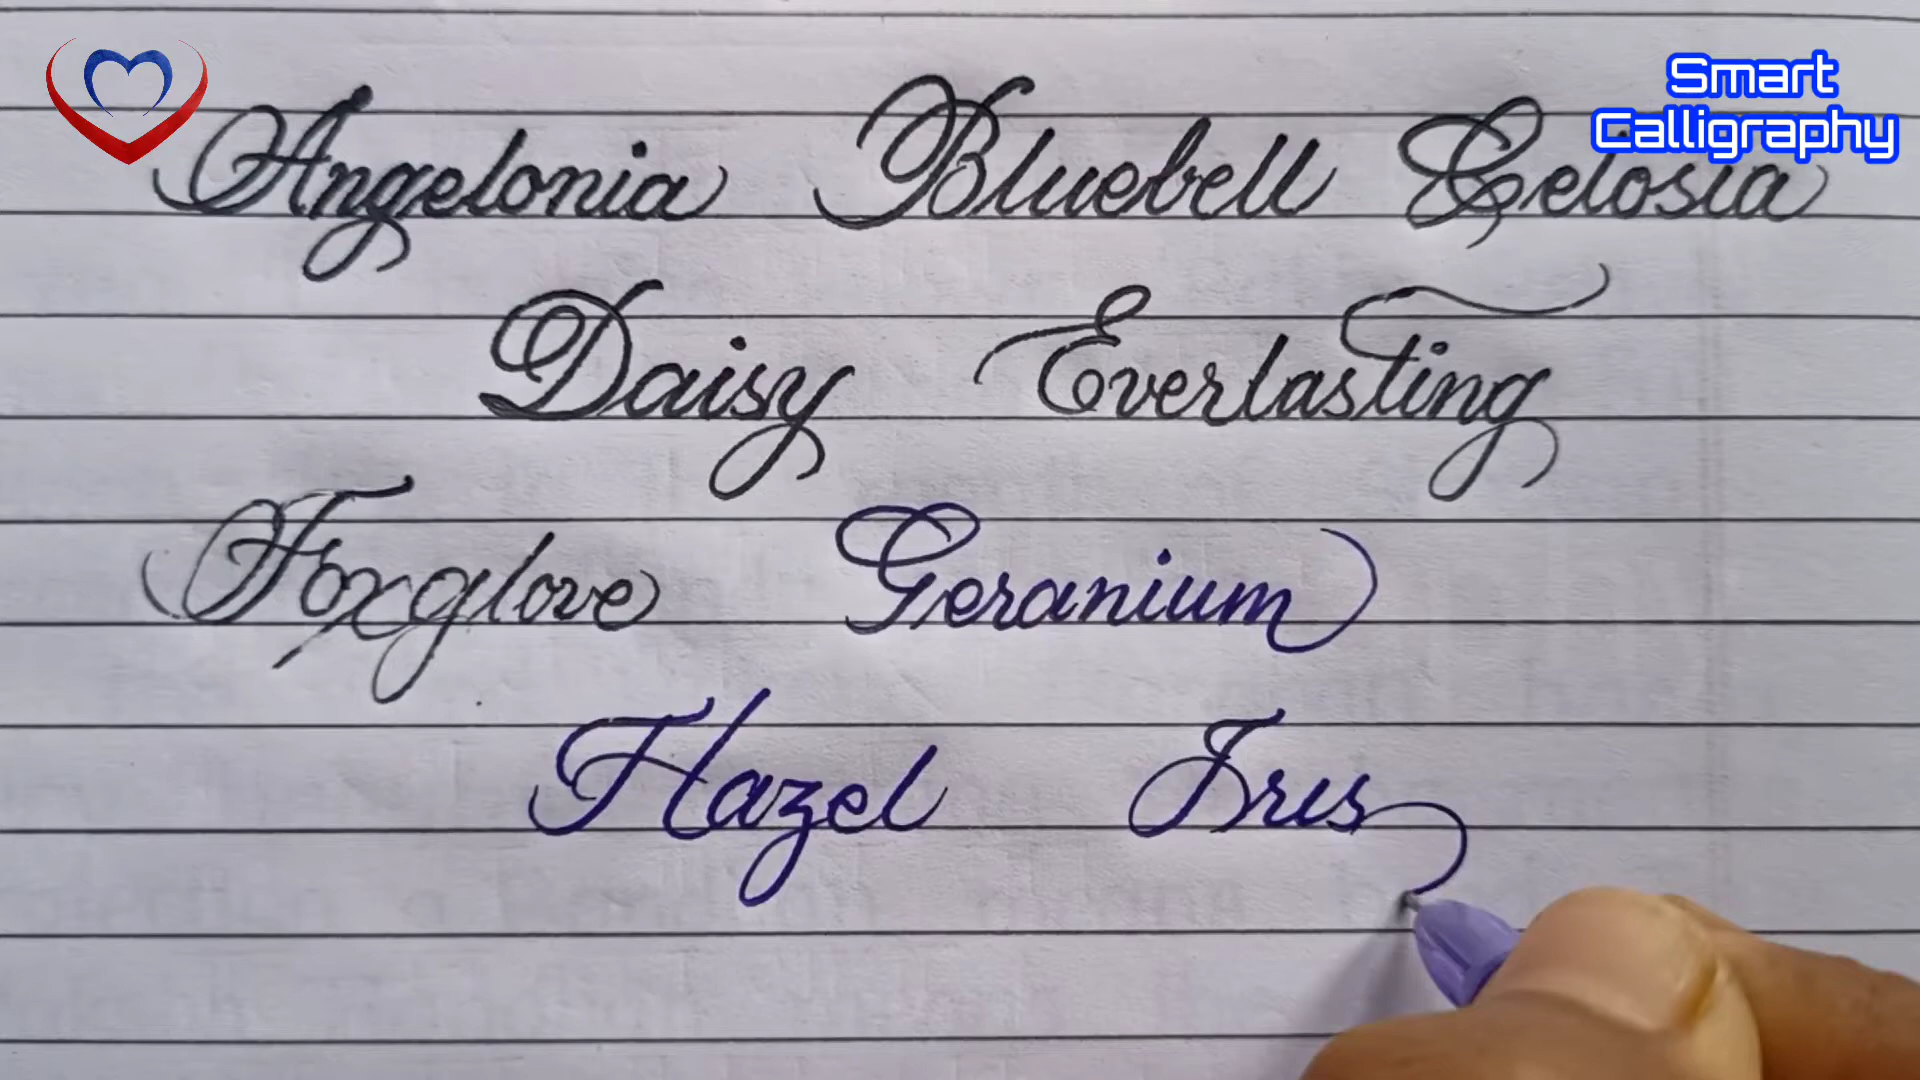 Smart
Calligraphy
Angelonia Bluebell Celosia
Daisy Everlasting
Foxglove Geranium
Hazel Iris